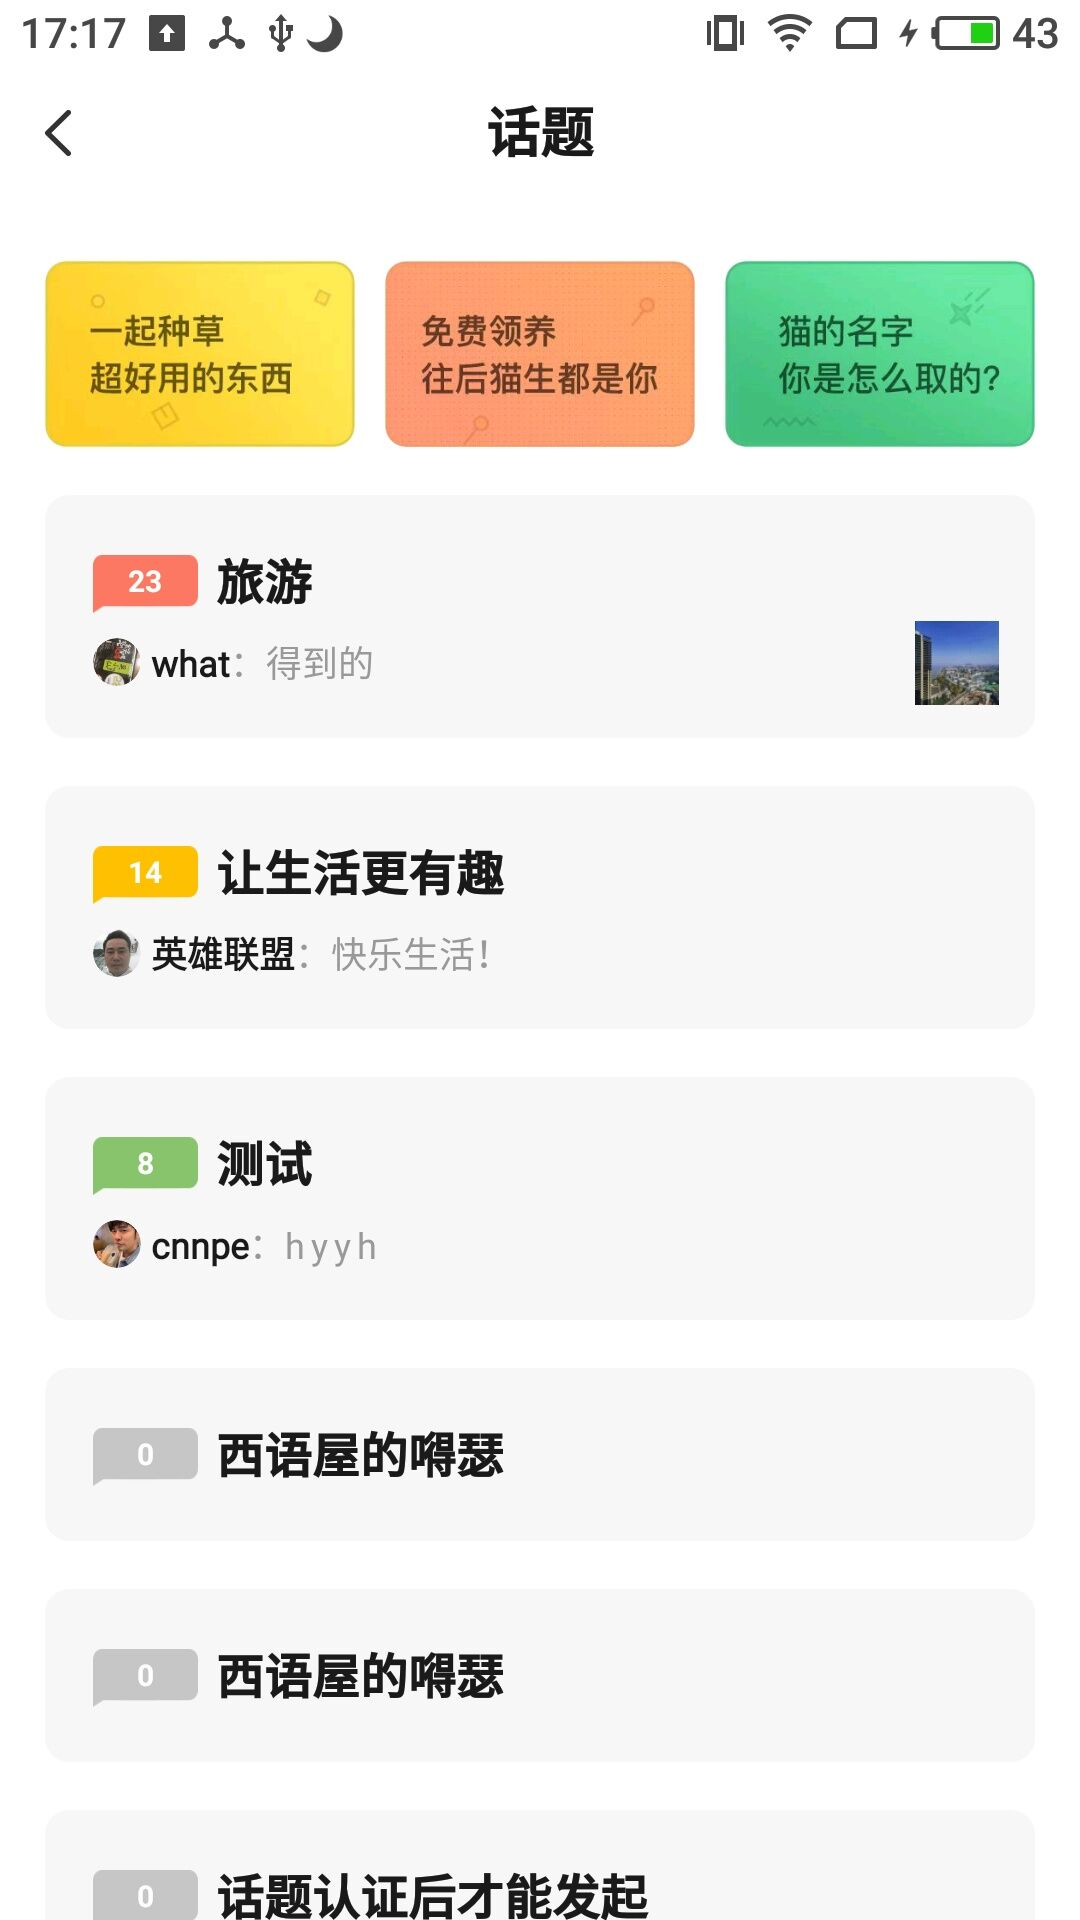 17:17
43
话题
一起种草
超好用的东西
免费领养
往后猫生都是你
猫的名字
你是怎么取的?
23 旅游
what：得到的
14 让生活更有趣
英雄联盟：快乐生活！
8 测试
cnnpe：hyyh
0 西语屋的嘚瑟
0 西语屋的嘚瑟
0 话题认证后才能发起